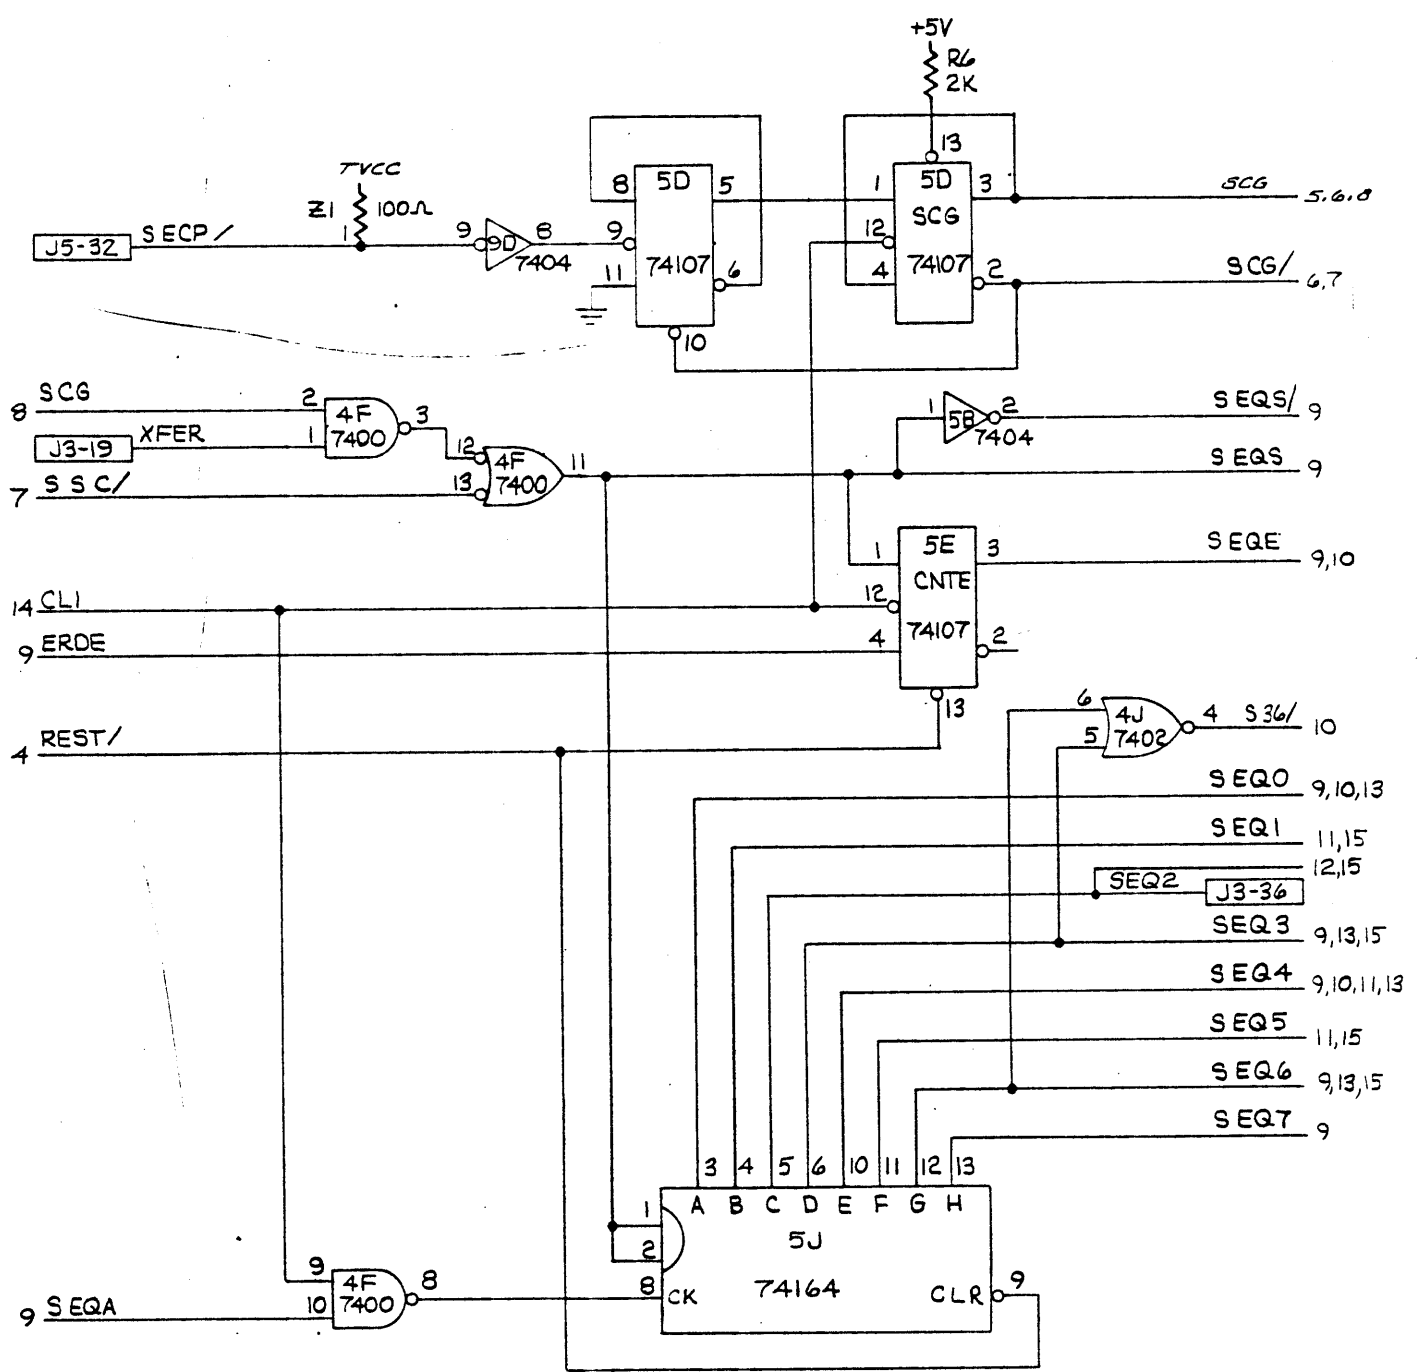 +5V
R6
2K
13
TVCC
Z1 100Ω
1
J5-32 SECP/
9 9D 8
7404
8 5D 5
9
74107
11 6
10
1 5D 3
SCG
12
74107
4 2
SCG 5,6,8
SCG/ 6,7
8 SCG 2
4F 3
7400
J3-19 XFER 1
12
4F 11
7400
7 SSC/ 13
1 5B 2
7404
SEQS/ 9
SEQS 9
1 5E 3
CNTE
SEQE 9,10
14 CL1 12
74107
9 ERDE 4 2
13
4 REST/
6
4J 4
7402
5
S36/ 10
SEQ0 9,10,13
SEQ1 11,15
12,15
SEQ2 J3-36
SEQ3 9,13,15
SEQ4 9,10,11,13
SEQ5 11,15
SEQ6 9,13,15
SEQ7 9
3 4 5 6 10 11 12 13
A B C D E F G H
1
2
5J
8 CK 74164 CLR 9
9
4F 8
7400
9 SEQA 10